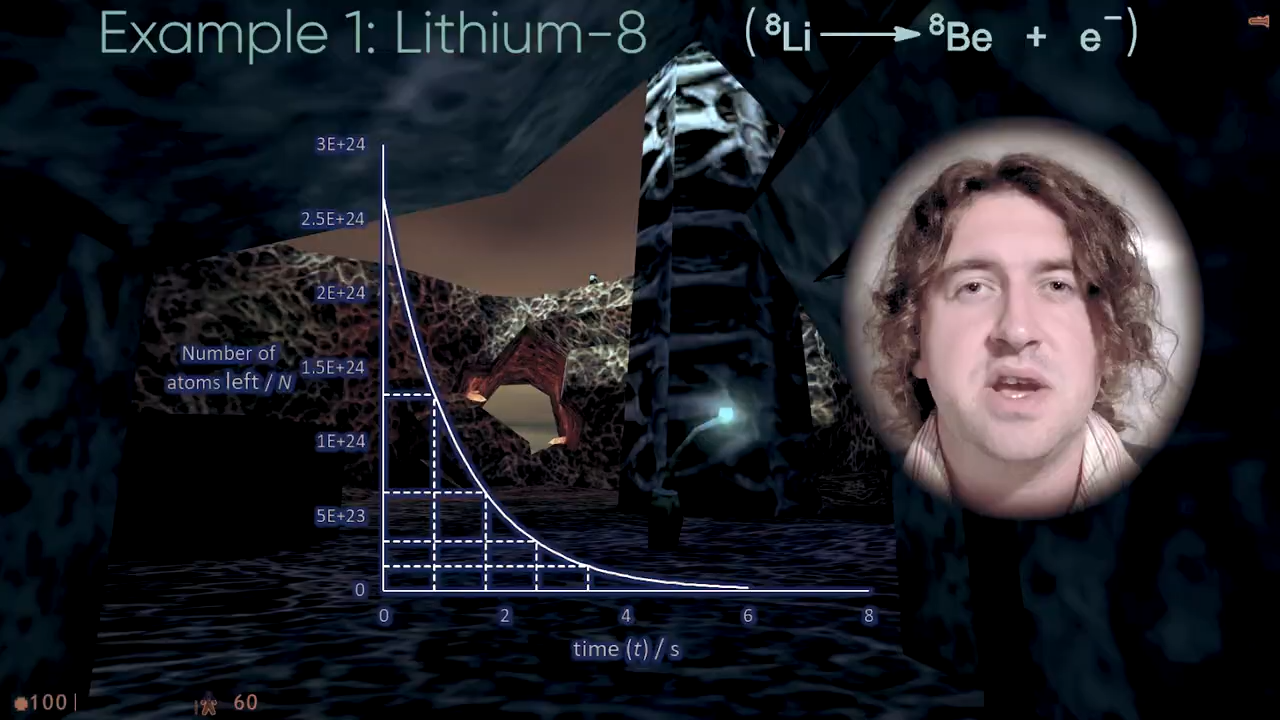 Example 1: Lithium-8
(⁸Li ⟶ ⁸Be + e⁻)
3E+24
2.5E+24
2E+24
1.5E+24
1E+24
5E+23
0
Number of
atoms left / N
0 2 4 6 8
time (t) / s
100 60